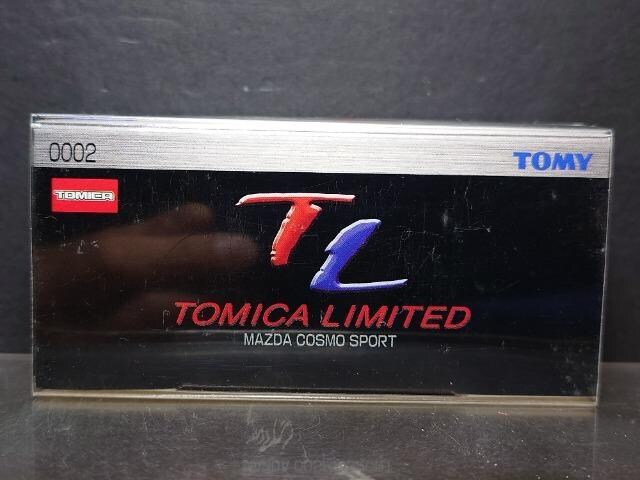 0002
TOMY
TOMICA
TL
TOMICA LIMITED
MAZDA COSMO SPORT